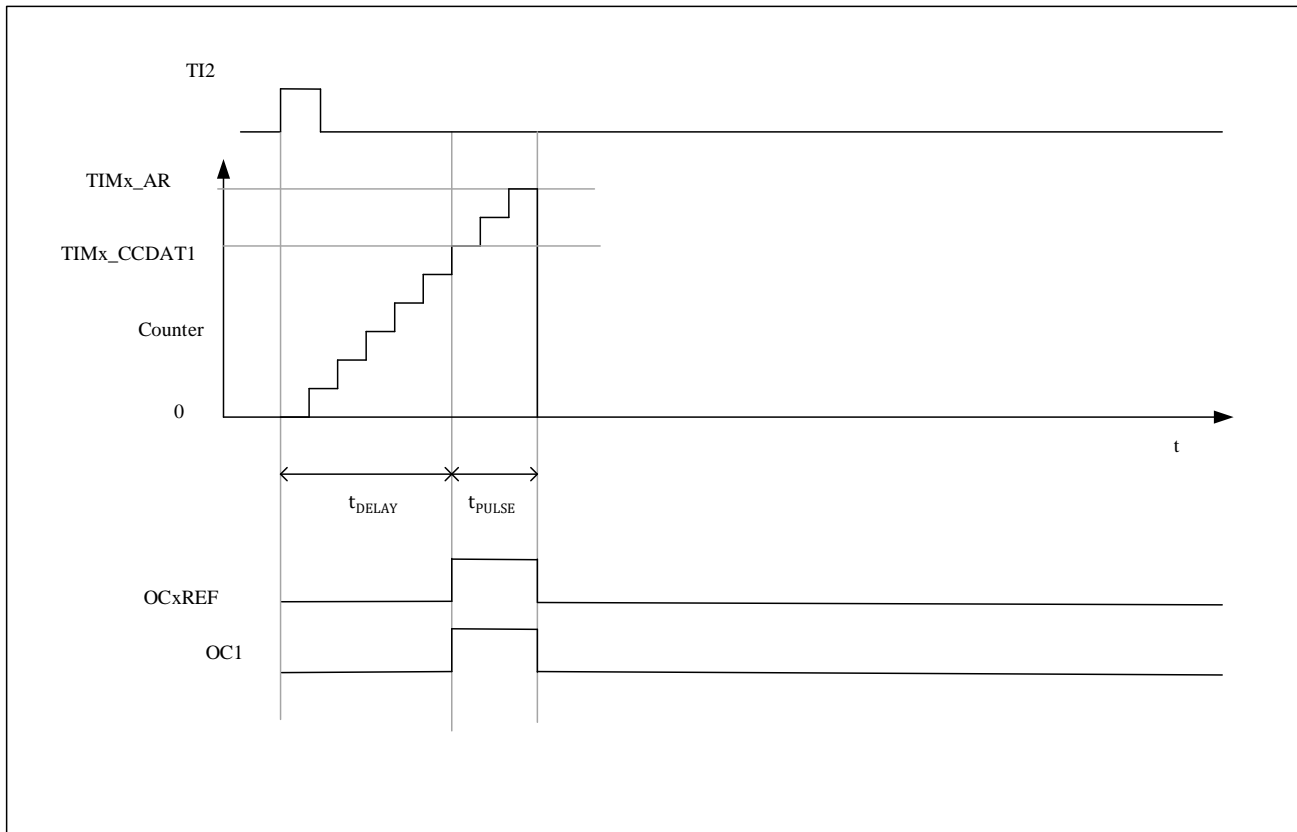 TI2
TIMx_AR
TIMx_CCDAT1
Counter
0
t
tDELAY
tPULSE
OCxREF
OC1